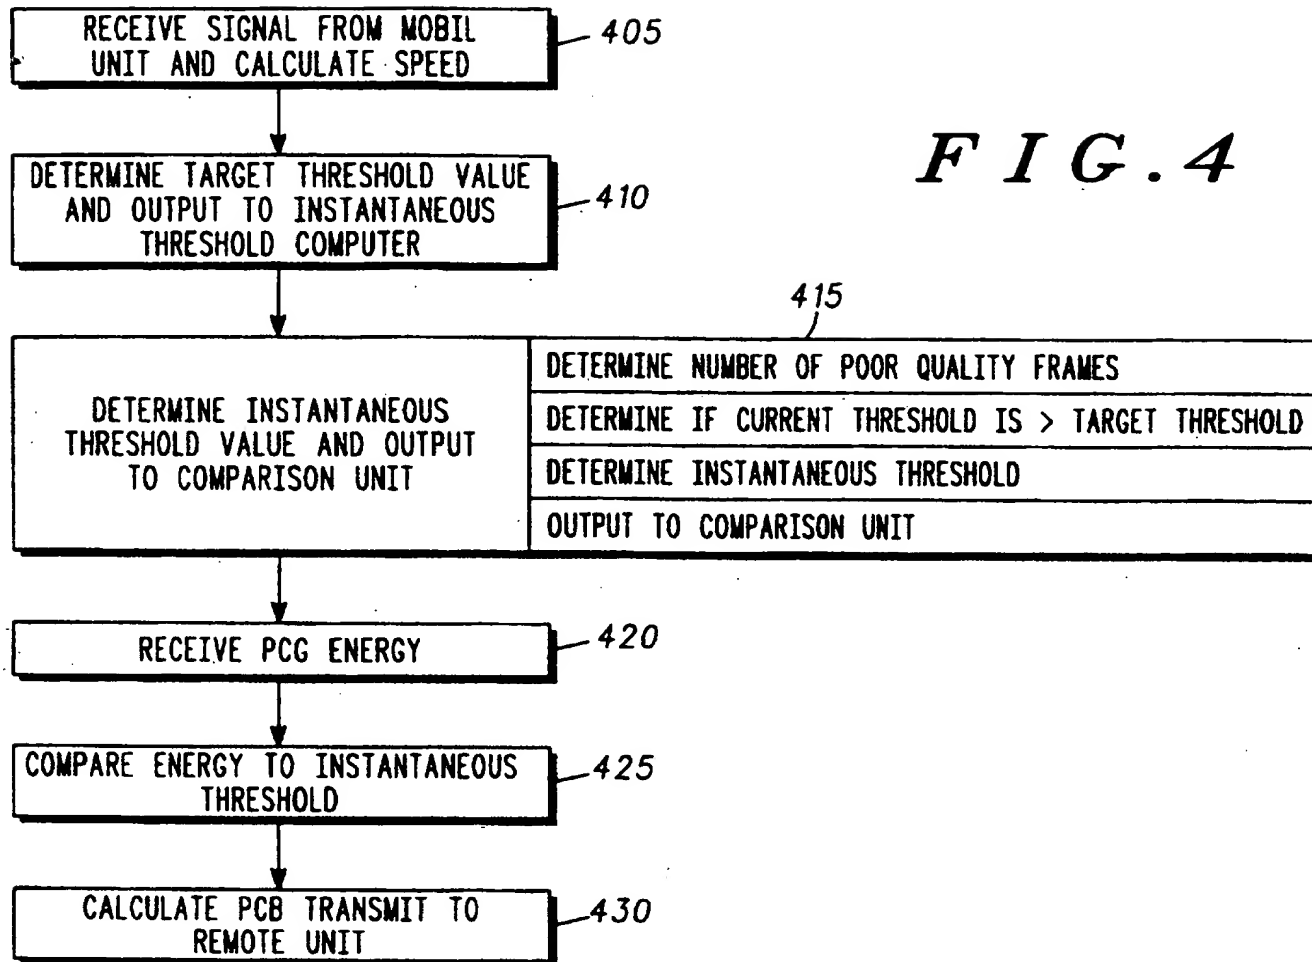 RECEIVE SIGNAL FROM MOBIL
UNIT AND CALCULATE SPEED
405
FIG.4
DETERMINE TARGET THRESHOLD VALUE
AND OUTPUT TO INSTANTANEOUS
THRESHOLD COMPUTER
410
415
DETERMINE INSTANTANEOUS
THRESHOLD VALUE AND OUTPUT
TO COMPARISON UNIT
DETERMINE NUMBER OF POOR QUALITY FRAMES
DETERMINE IF CURRENT THRESHOLD IS > TARGET THRESHOLD
DETERMINE INSTANTANEOUS THRESHOLD
OUTPUT TO COMPARISON UNIT
RECEIVE PCG ENERGY
420
COMPARE ENERGY TO INSTANTANEOUS
THRESHOLD
425
CALCULATE PCB TRANSMIT TO
REMOTE UNIT
430